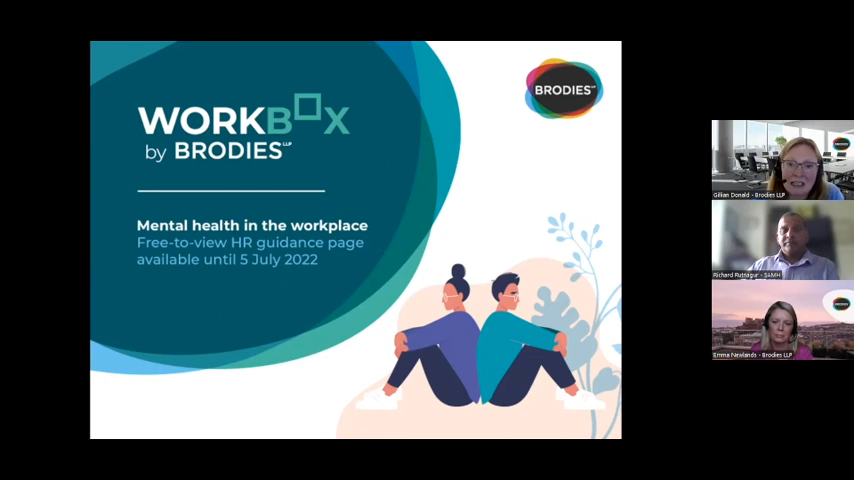 WORKBOX
by BRODIES LLP
Mental health in the workplace
Free-to-view HR guidance page
available until 5 July 2022
BRODIES LLP
Gillian Donald - Brodies LLP
Richard Rutnagur - SAMH
Emma Newlands - Brodies LLP